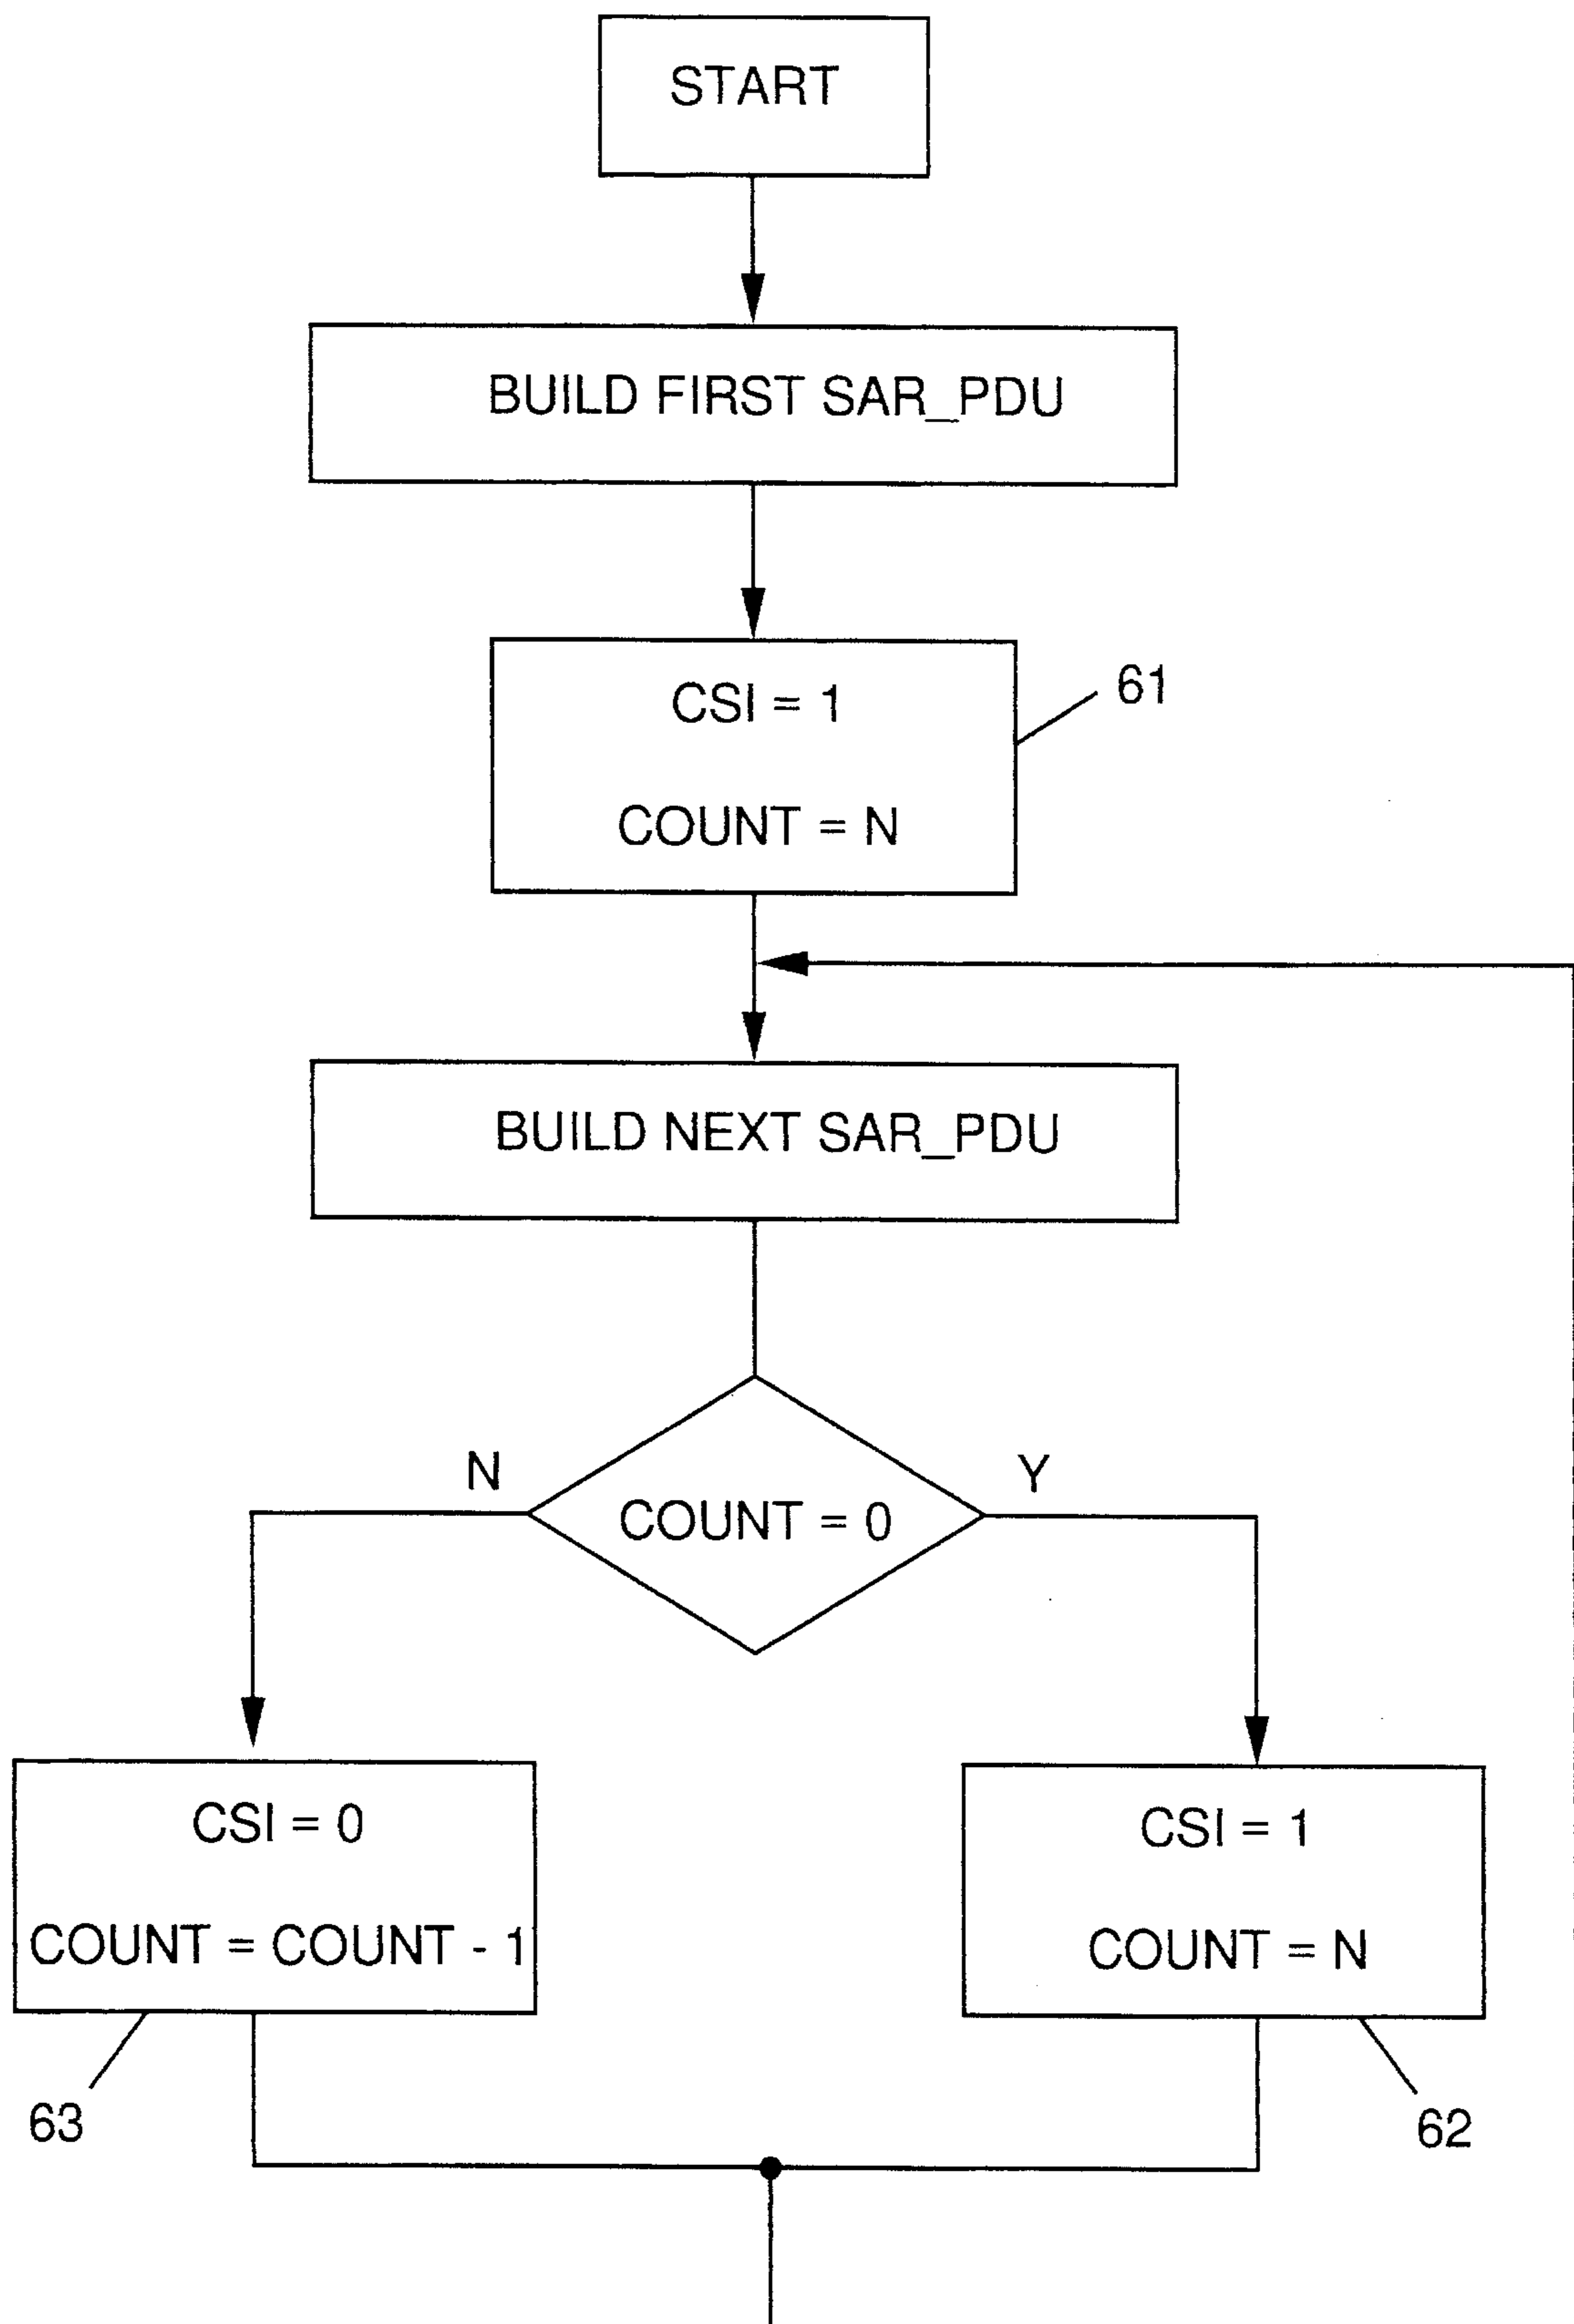 START
BUILD FIRST SAR_PDU
CSI = 1
COUNT = N
61
BUILD NEXT SAR_PDU
N
Y
COUNT = 0
CSI = 0
COUNT = COUNT - 1
CSI = 1
COUNT = N
63
62